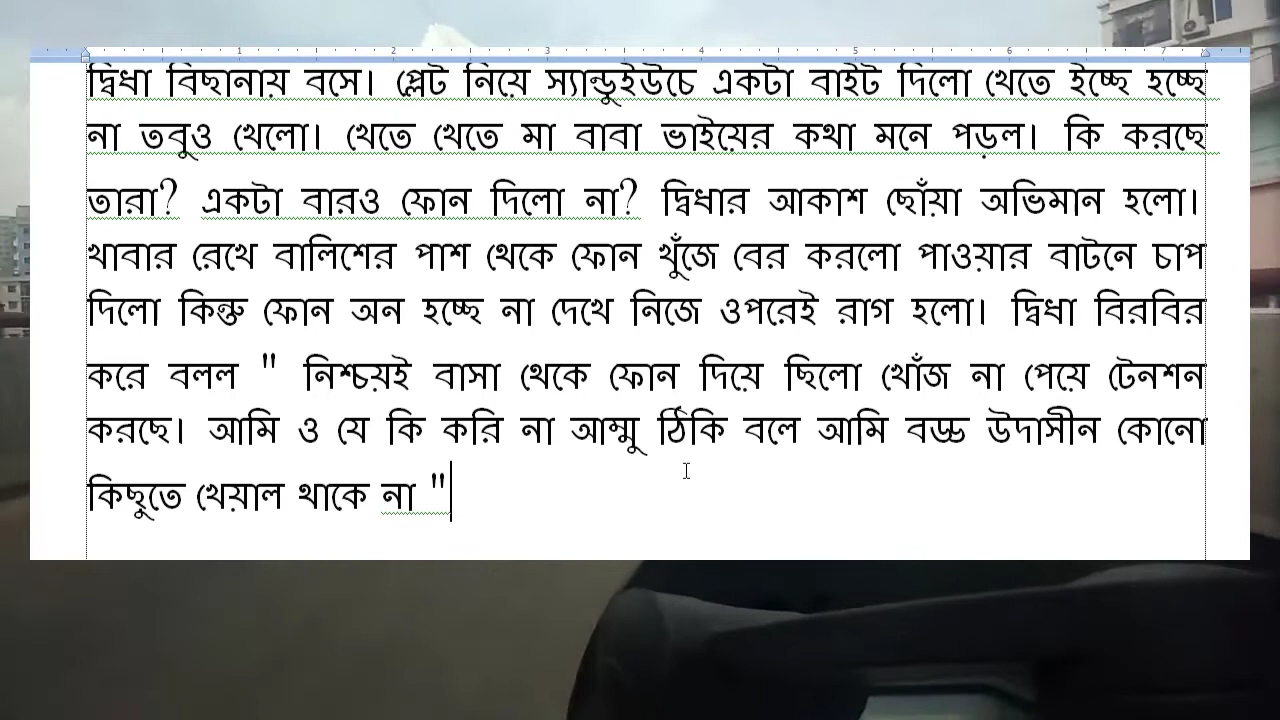 দ্বিধা বিছানায় বসে। প্লেট নিয়ে স্যান্ডুইউচে একটা বাইট দিলো খেতে ইচ্ছে হচ্ছে
না তবুও খেলো। খেতে খেতে মা বাবা ভাইয়ের কথা মনে পড়ল। কি করছে
তারা? একটা বারও ফোন দিলো না? দ্বিধার আকাশ ছোঁয়া অভিমান হলো।
খাবার রেখে বালিশের পাশ থেকে ফোন খুঁজে বের করলো পাওয়ার বাটনে চাপ
দিলো কিন্তু ফোন অন হচ্ছে না দেখে নিজে ওপরেই রাগ হলো। দ্বিধা বিরবির
করে বলল " নিশ্চয়ই বাসা থেকে ফোন দিয়ে ছিলো খোঁজ না পেয়ে টেনশন
করছে। আমি ও যে কি করি না আম্মু ঠিকি বলে আমি বড্ড উদাসীন কোনো
কিছুতে খেয়াল থাকে না "